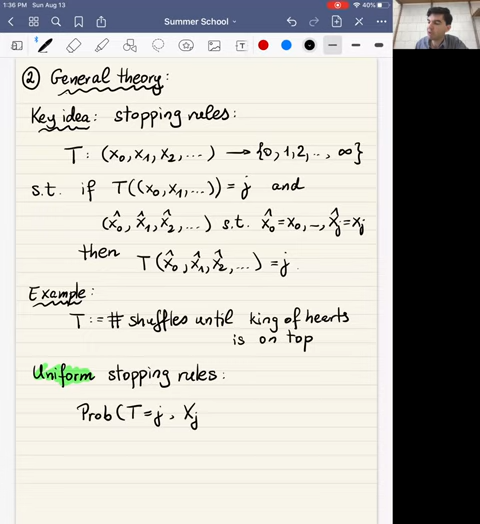 1:36 PM Sun Aug 13
40%
Summer School
② General theory:
Key idea: stopping rules:
T: (x₀, x₁, x₂, ...) → {0, 1, 2, .., ∞}
s.t. if T((x₀, x₁, ...)) = j and
(x̂₀, x̂₁, x̂₂, ...) s.t. x̂₀=x₀, –, x̂ⱼ=xⱼ
then T(x̂₀, x̂₁, x̂₂, ...) = j.
Example:
T := # shuffles until king of hearts
is on top
Uniform stopping rules:
Prob(T=j, Xⱼ